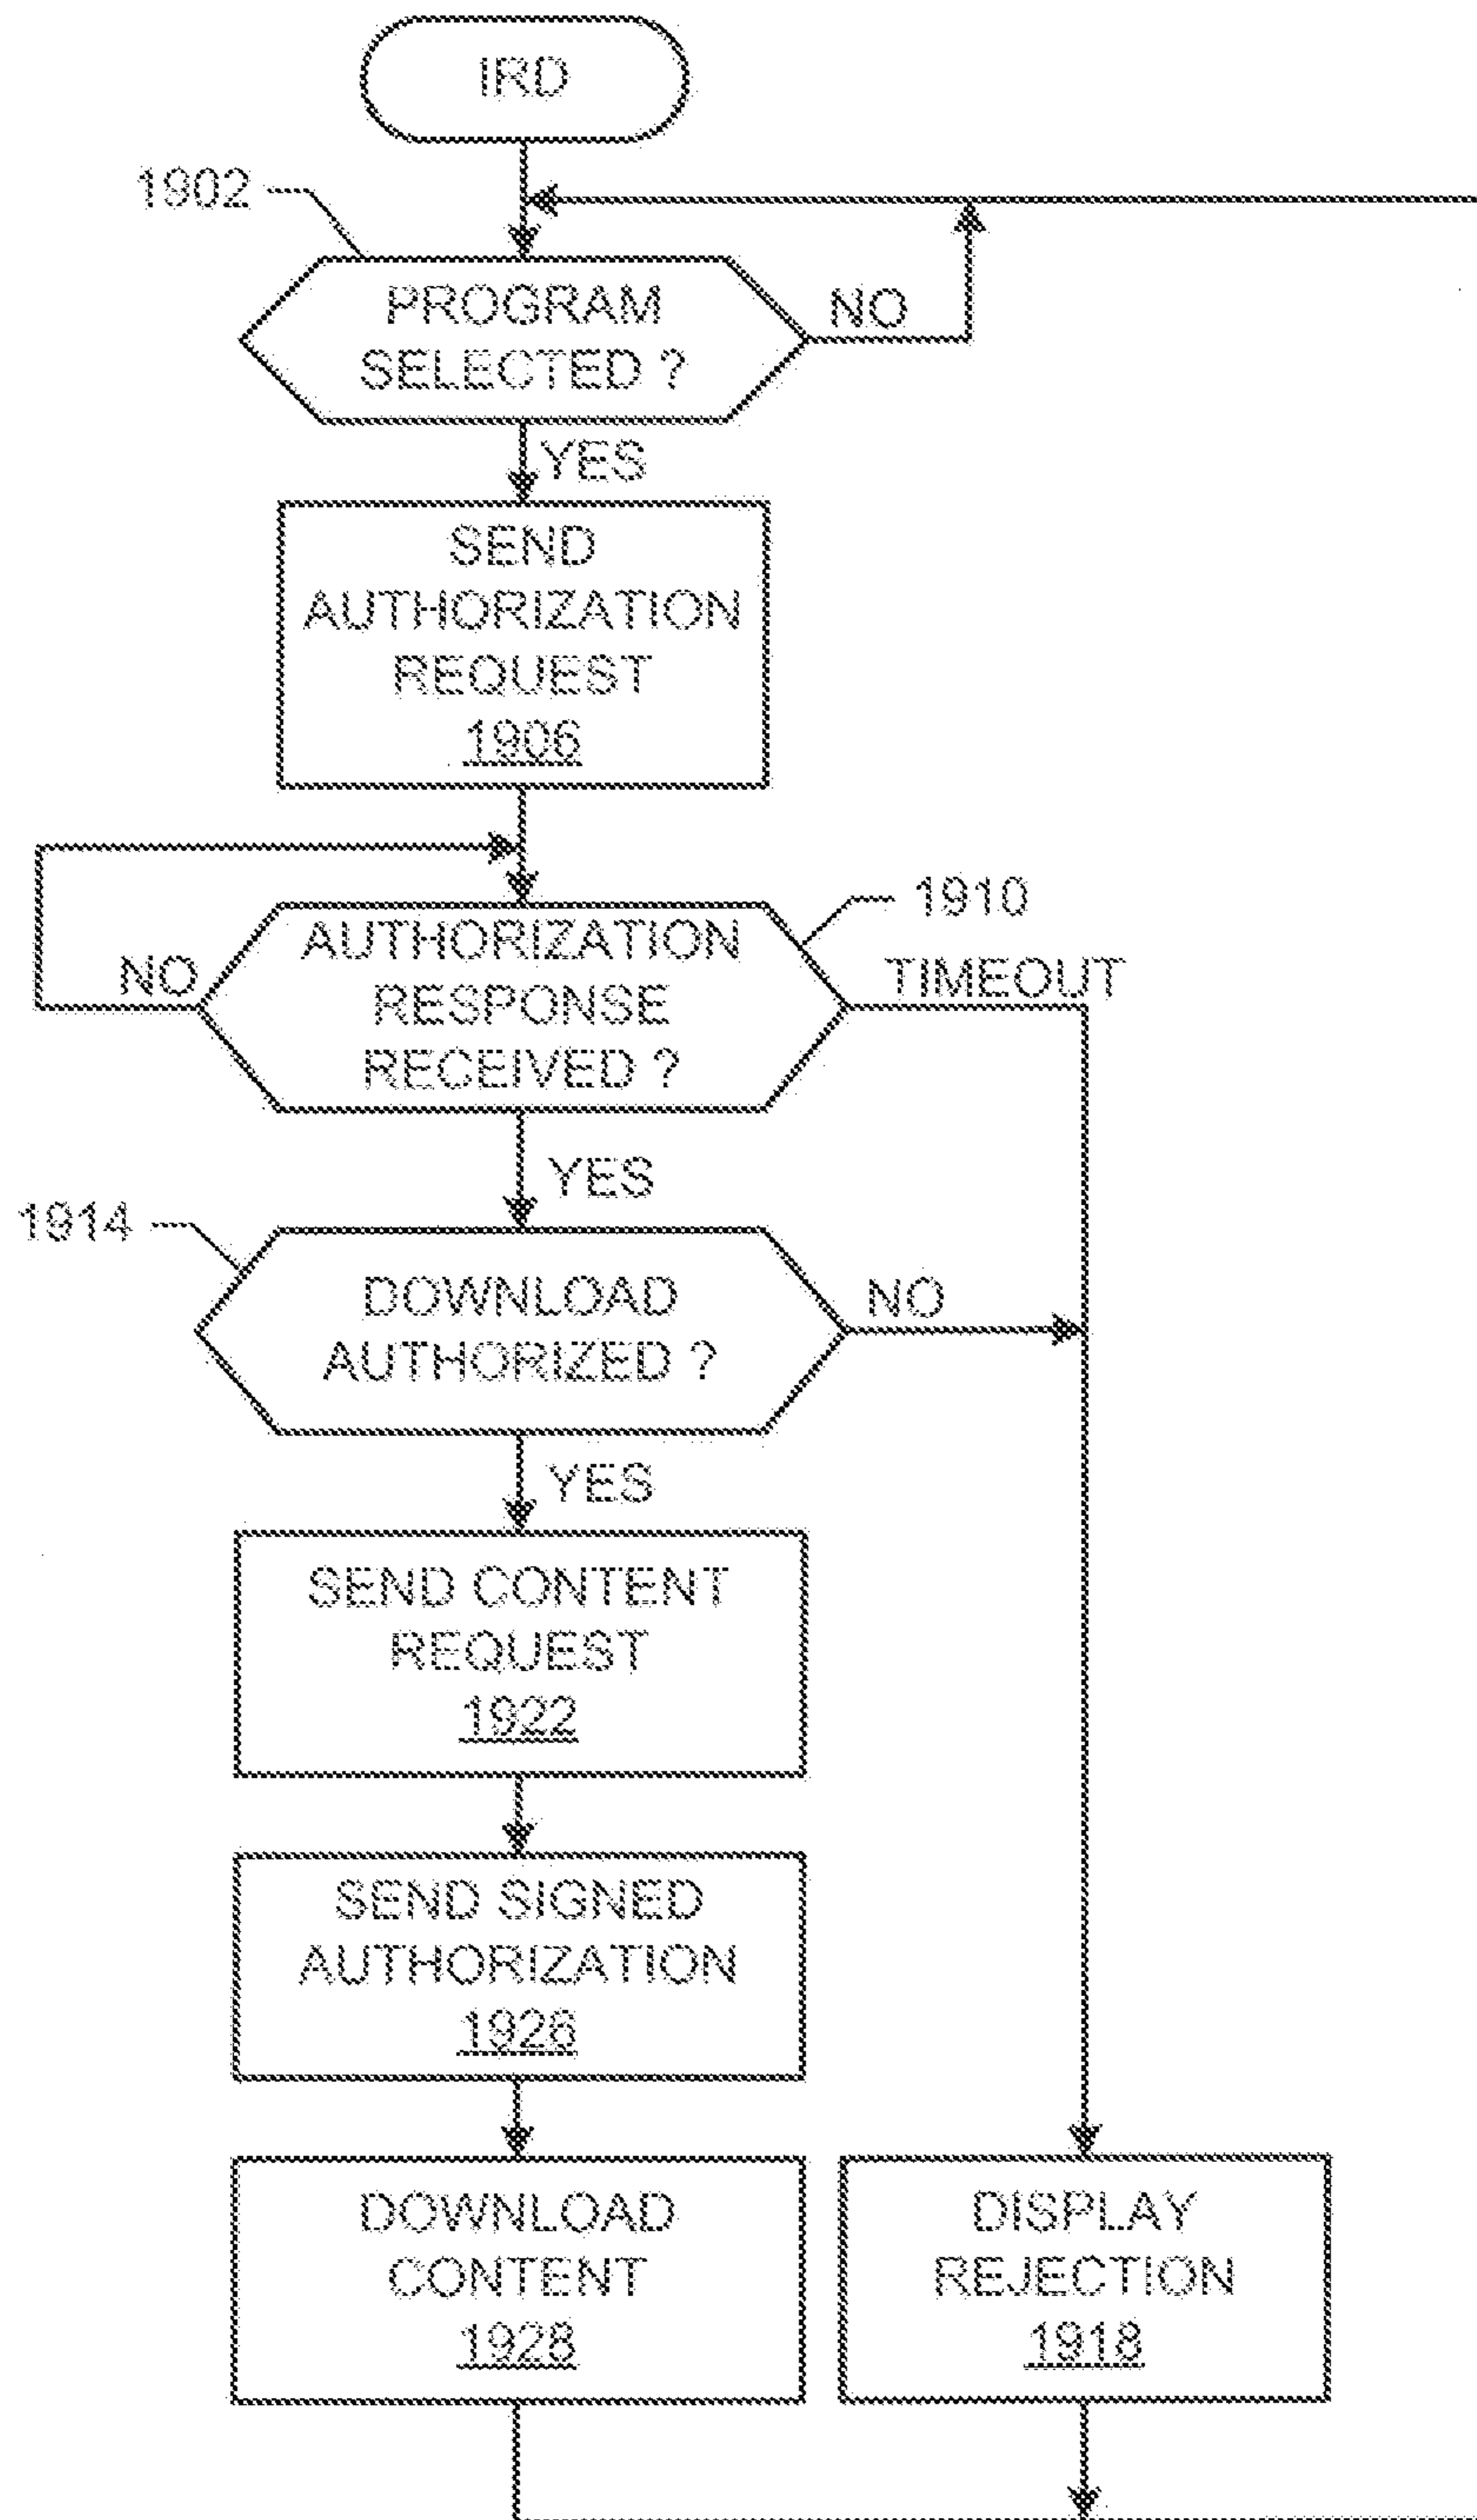 IRD
1902
PROGRAM
SELECTED ?
NO
YES
SEND
AUTHORIZATION
REQUEST
1906
1910
AUTHORIZATION
RESPONSE
RECEIVED ?
NO
TIMEOUT
YES
1914
DOWNLOAD
AUTHORIZED ?
NO
YES
SEND CONTENT
REQUEST
1922
SEND SIGNED
AUTHORIZATION
1926
DOWNLOAD
CONTENT
1928
DISPLAY
REJECTION
1918